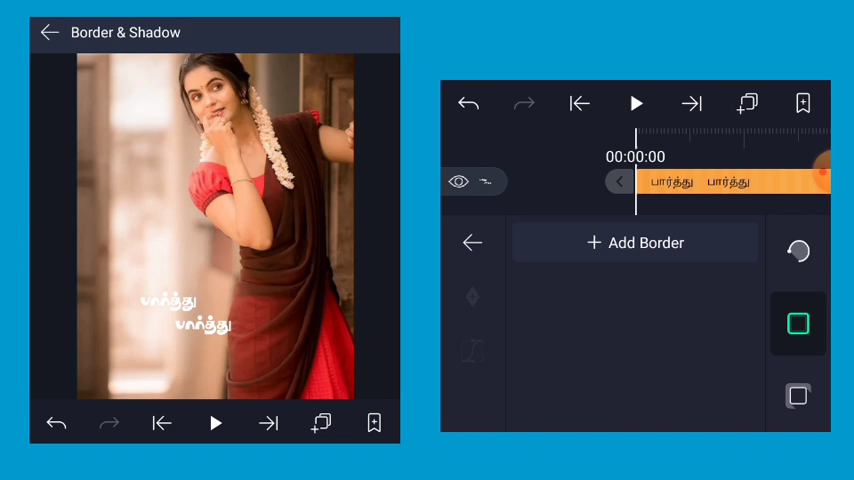 Border & Shadow
பார்த்து
பார்த்து
00:00:00
பார்த்து பார்த்து
+ Add Border